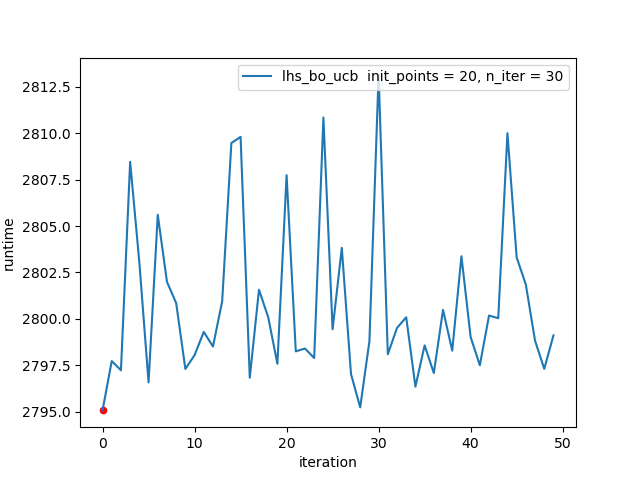 lhs_bo_ucb  init_points = 20, n_iter = 30
2812.5
2810.0
2807.5
2805.0
2802.5
2800.0
2797.5
2795.0
runtime
0 10 20 30 40 50
iteration